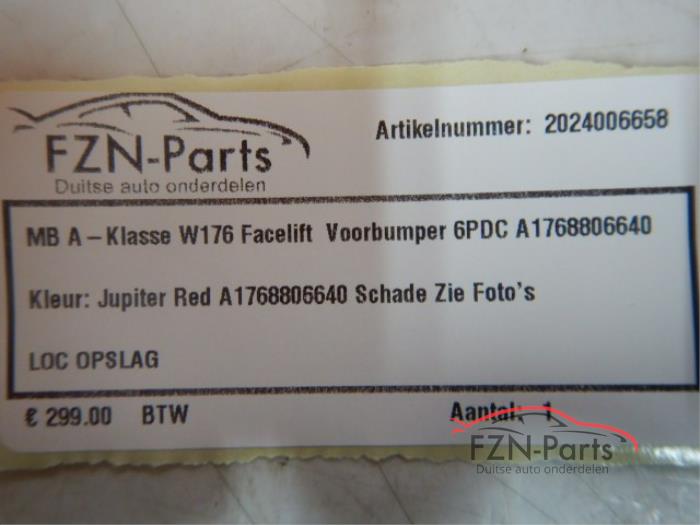 FZN-Parts
Duitse auto onderdelen
Artikelnummer: 2024006658
MB A – Klasse W176 Facelift Voorbumper 6PDC A1768806640
Kleur: Jupiter Red A1768806640 Schade Zie Foto's
LOC OPSLAG
€ 299.00 BTW
Aantal: 1
FZN-Parts
Duitse auto onderdelen